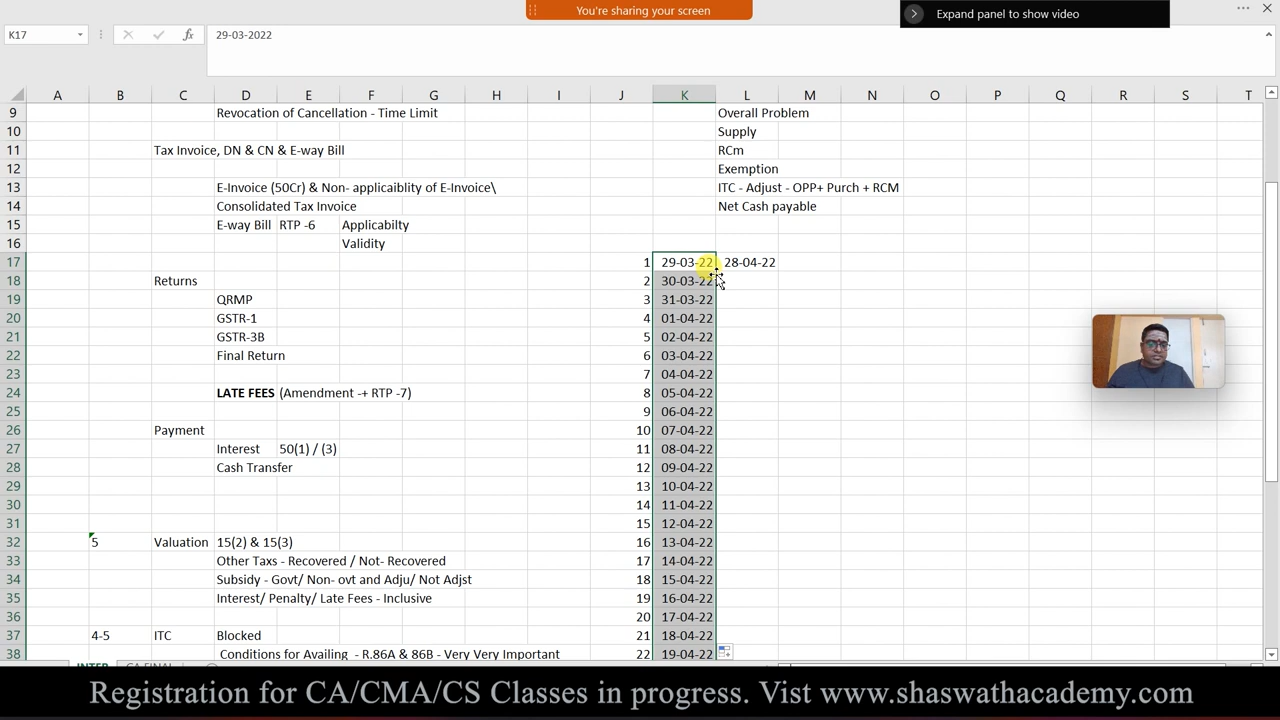 You're sharing your screen
Expand panel to show video
K17
29-03-2022
A B C D E F G H I J K L M N O P Q R S T
9 Revocation of Cancellation - Time Limit Overall Problem
10 Supply
11 Tax Invoice, DN & CN & E-way Bill RCm
12 Exemption
13 E-Invoice (50Cr) & Non- applicaiblity of E-Invoice\ ITC - Adjust - OPP+ Purch + RCM
14 Consolidated Tax Invoice Net Cash payable
15 E-way Bill RTP -6 Applicabilty
16 Validity
17 1 29-03-22 28-04-22
18 Returns 2 30-03-22
19 QRMP 3 31-03-22
20 GSTR-1 4 01-04-22
21 GSTR-3B 5 02-04-22
22 Final Return 6 03-04-22
23 7 04-04-22
24 LATE FEES (Amendment -+ RTP -7) 8 05-04-22
25 9 06-04-22
26 Payment 10 07-04-22
27 Interest 50(1) / (3) 11 08-04-22
28 Cash Transfer 12 09-04-22
29 13 10-04-22
30 14 11-04-22
31 15 12-04-22
32 5 Valuation 15(2) & 15(3) 16 13-04-22
33 Other Taxs - Recovered / Not- Recovered 17 14-04-22
34 Subsidy - Govt/ Non- ovt and Adju/ Not Adjst 18 15-04-22
35 Interest/ Penalty/ Late Fees - Inclusive 19 16-04-22
36 20 17-04-22
37 4-5 ITC Blocked 21 18-04-22
38 Conditions for Availing - R.86A & 86B - Very Very Important 22 19-04-22
INTER CA FINAL
Registration for CA/CMA/CS Classes in progress. Vist www.shaswathacademy.com